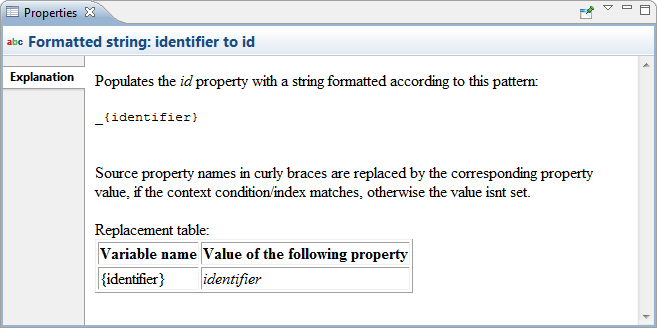 Properties
abc Formatted string: identifier to id
Explanation
Populates the id property with a string formatted according to this pattern:
_{identifier}
Source property names in curly braces are replaced by the corresponding property
value, if the context condition/index matches, otherwise the value isnt set.
Replacement table:
Variable name Value of the following property
{identifier} identifier